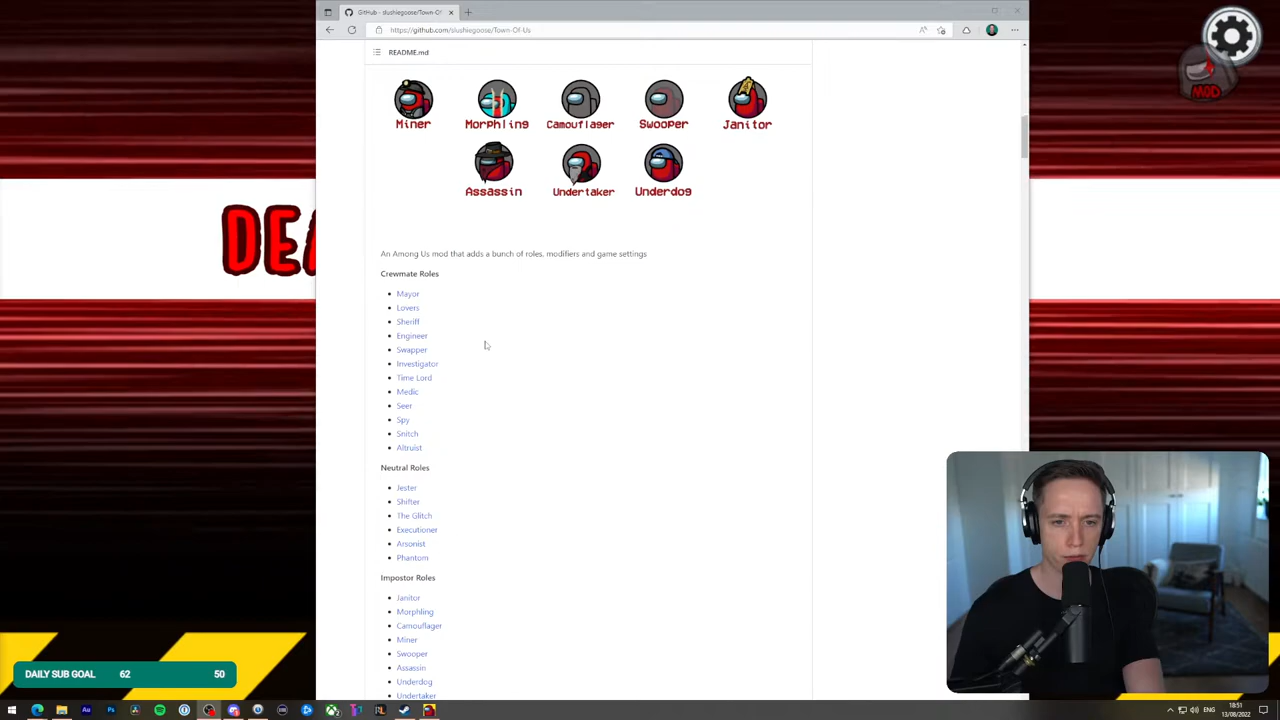 GitHub - slushiegoose/Town-Of
https://github.com/slushiegoose/Town-Of-Us
README.md
MOD
Miner
Morphling
Camouflager
Swooper
Janitor
Assassin
Undertaker
Underdog
DEA
An Among Us mod that adds a bunch of roles, modifiers and game settings
Crewmate Roles
Mayor
Lovers
Sheriff
Engineer
Swapper
Investigator
Time Lord
Medic
Seer
Spy
Snitch
Altruist
Neutral Roles
Jester
Shifter
The Glitch
Executioner
Arsonist
Phantom
Impostor Roles
Janitor
Morphling
Camouflager
Miner
Swooper
Assassin
Underdog
Undertaker
DAILY SUB GOAL 62 50
ENG
18:51
13/08/2022